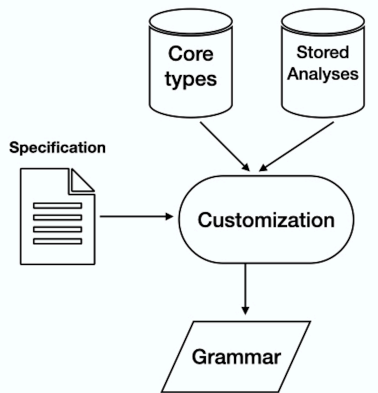 Core
types
Stored
Analyses
Specification
Customization
Grammar